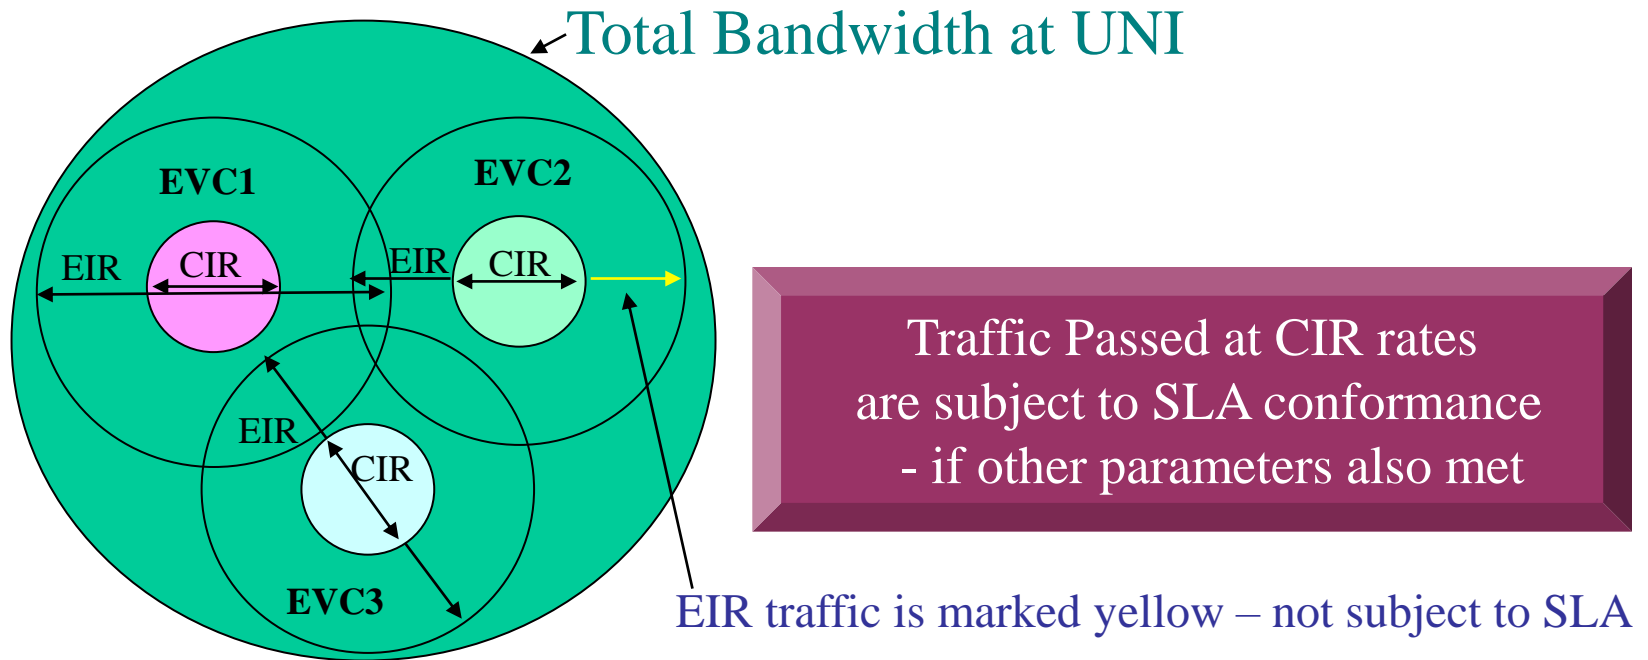 Total Bandwidth at UNI
EVC1
EVC2
EIR
CIR
EIR
CIR
EIR
CIR
EVC3
Traffic Passed at CIR rates
are subject to SLA conformance
- if other parameters also met
EIR traffic is marked yellow – not subject to SLA